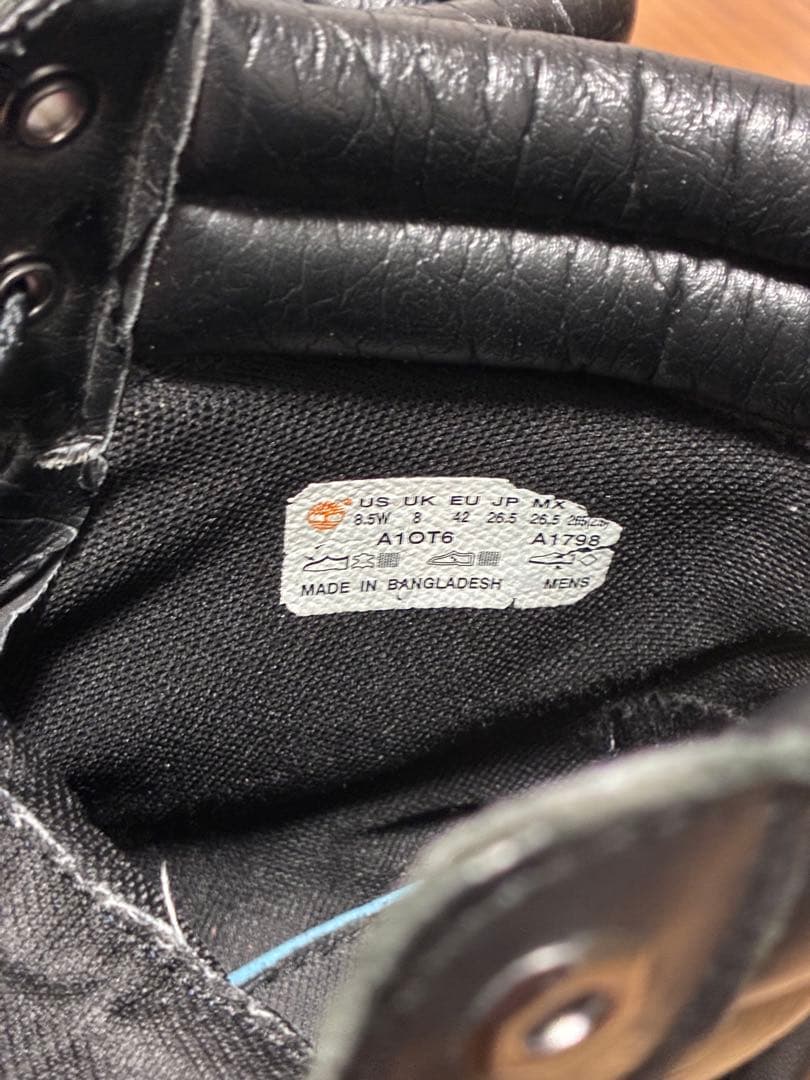 US UK EU JP MX
8.5W 8 42 26.5 26.5
A1OT6 A1798
MADE IN BANGLADESH MENS